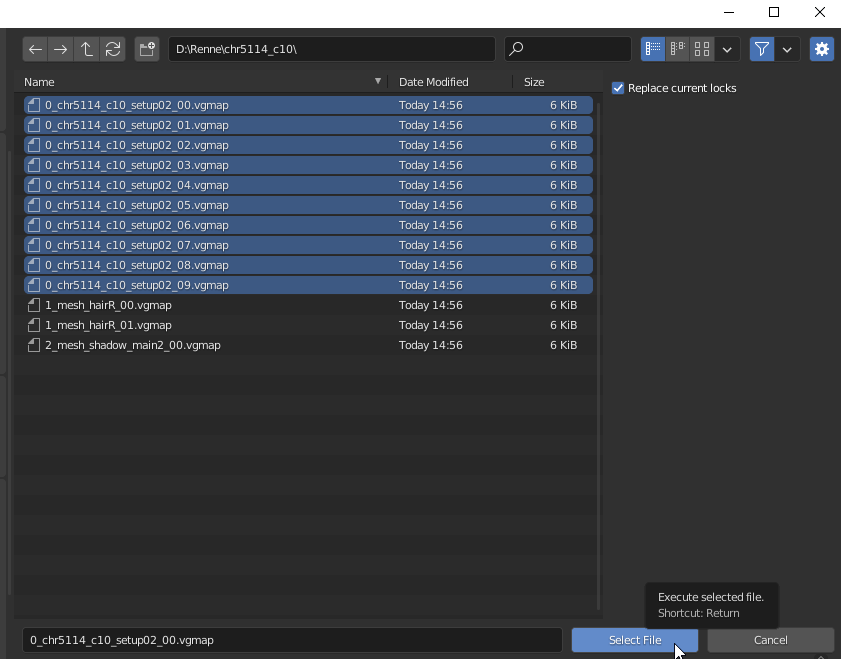 D:\Renne\chr5114_c10\
Name Date Modified Size
Replace current locks
0_chr5114_c10_setup02_00.vgmap Today 14:56 6 KiB
0_chr5114_c10_setup02_01.vgmap Today 14:56 6 KiB
0_chr5114_c10_setup02_02.vgmap Today 14:56 6 KiB
0_chr5114_c10_setup02_03.vgmap Today 14:56 6 KiB
0_chr5114_c10_setup02_04.vgmap Today 14:56 6 KiB
0_chr5114_c10_setup02_05.vgmap Today 14:56 6 KiB
0_chr5114_c10_setup02_06.vgmap Today 14:56 6 KiB
0_chr5114_c10_setup02_07.vgmap Today 14:56 6 KiB
0_chr5114_c10_setup02_08.vgmap Today 14:56 6 KiB
0_chr5114_c10_setup02_09.vgmap Today 14:56 6 KiB
1_mesh_hairR_00.vgmap Today 14:56 6 KiB
1_mesh_hairR_01.vgmap Today 14:56 6 KiB
2_mesh_shadow_main2_00.vgmap Today 14:56 6 KiB
Execute selected file.
Shortcut: Return
0_chr5114_c10_setup02_00.vgmap
Select File
Cancel